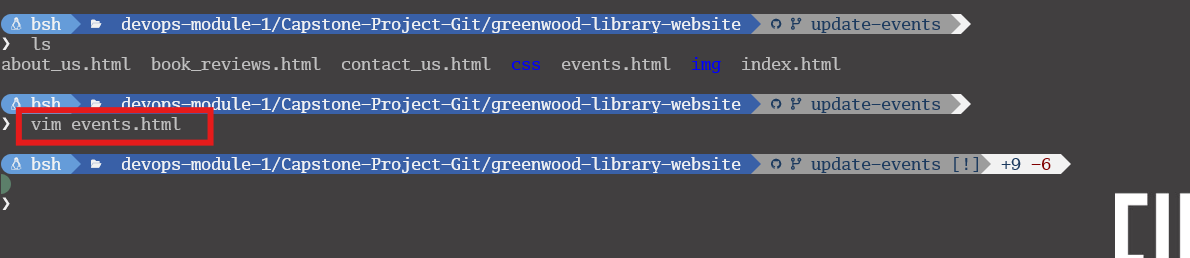 bsh devops-module-1/Capstone-Project-Git/greenwood-library-website update-events
❯ ls
about_us.html book_reviews.html contact_us.html css events.html img index.html
bsh devops-module-1/Capstone-Project-Git/greenwood-library-website update-events
❯ vim events.html
bsh devops-module-1/Capstone-Project-Git/greenwood-library-website update-events [!] +9 -6
❯